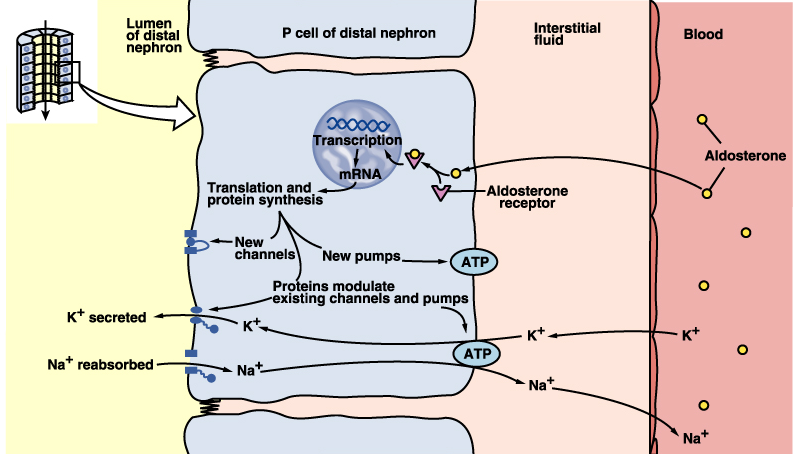 Lumen
of distal
nephron
P cell of distal nephron
Interstitial
fluid
Blood
Transcription
mRNA
Aldosterone
Translation and
protein synthesis
Aldosterone
receptor
New
channels
New pumps
ATP
Proteins modulate
existing channels and pumps
K+ secreted
K+
K+
K+
ATP
Na+ reabsorbed
Na+
Na+
Na+